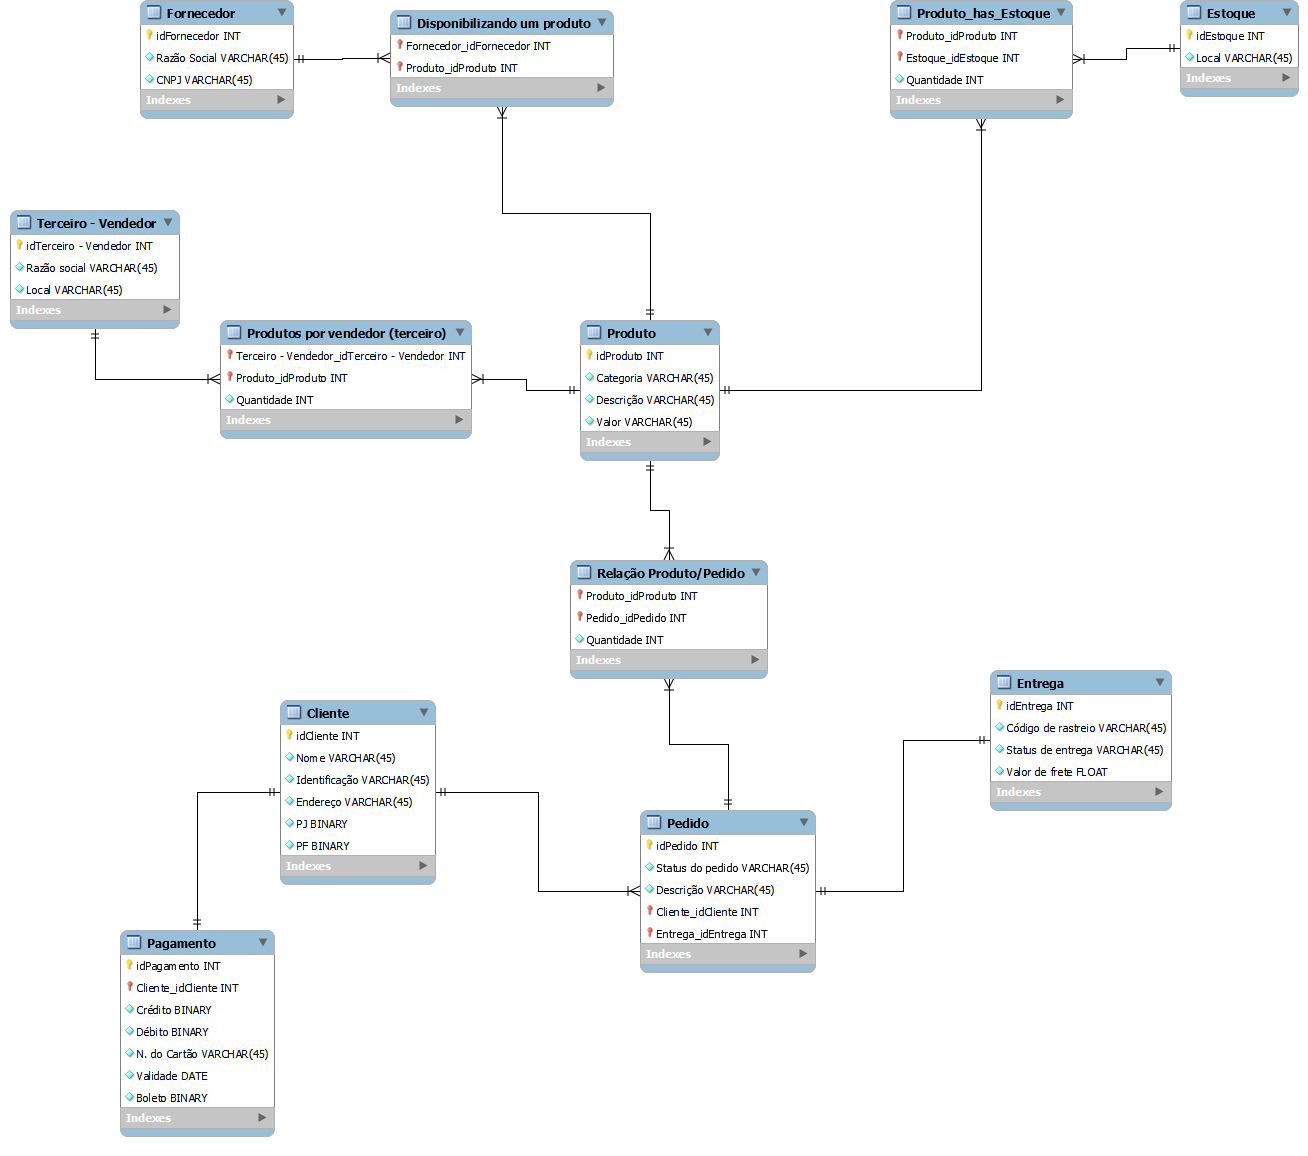 Fornecedor
idFornecedor INT
Razão Social VARCHAR(45)
CNPJ VARCHAR(45)
Indexes
Disponibilizando um produto
Fornecedor_idFornecedor INT
Produto_idProduto INT
Indexes
Produto_has_Estoque
Produto_idProduto INT
Estoque_idEstoque INT
Quantidade INT
Indexes
Estoque
idEstoque INT
Local VARCHAR(45)
Indexes
Terceiro - Vendedor
idTerceiro - Vendedor INT
Razão social VARCHAR(45)
Local VARCHAR(45)
Indexes
Produtos por vendedor (terceiro)
Terceiro - Vendedor_idTerceiro - Vendedor INT
Produto_idProduto INT
Quantidade INT
Indexes
Produto
idProduto INT
Categoria VARCHAR(45)
Descrição VARCHAR(45)
Valor VARCHAR(45)
Indexes
Relação Produto/Pedido
Produto_idProduto INT
Pedido_idPedido INT
Quantidade INT
Indexes
Entrega
idEntrega INT
Código de rastreio VARCHAR(45)
Status de entrega VARCHAR(45)
Valor de frete FLOAT
Indexes
Cliente
idCliente INT
Nome VARCHAR(45)
Identificação VARCHAR(45)
Endereço VARCHAR(45)
PJ BINARY
PF BINARY
Indexes
Pedido
idPedido INT
Status do pedido VARCHAR(45)
Descrição VARCHAR(45)
Cliente_idCliente INT
Entrega_idEntrega INT
Indexes
Pagamento
idPagamento INT
Cliente_idCliente INT
Crédito BINARY
Débito BINARY
N. do Cartão VARCHAR(45)
Validade DATE
Boleto BINARY
Indexes